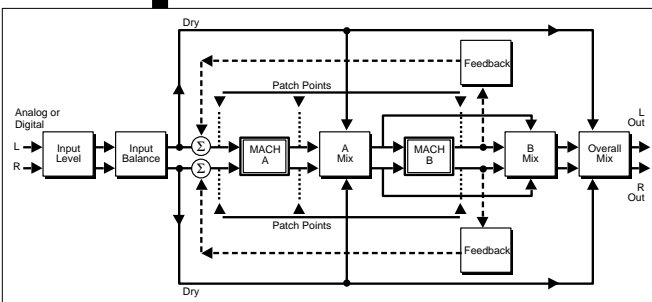 Dry
Feedback
Patch Points
Analog or
Digital
L
R
Input
Level
Input
Balance
Σ
Σ
MACH
A
A
Mix
MACH
B
B
Mix
Overall
Mix
L
Out
R
Out
Patch Points
Feedback
Dry